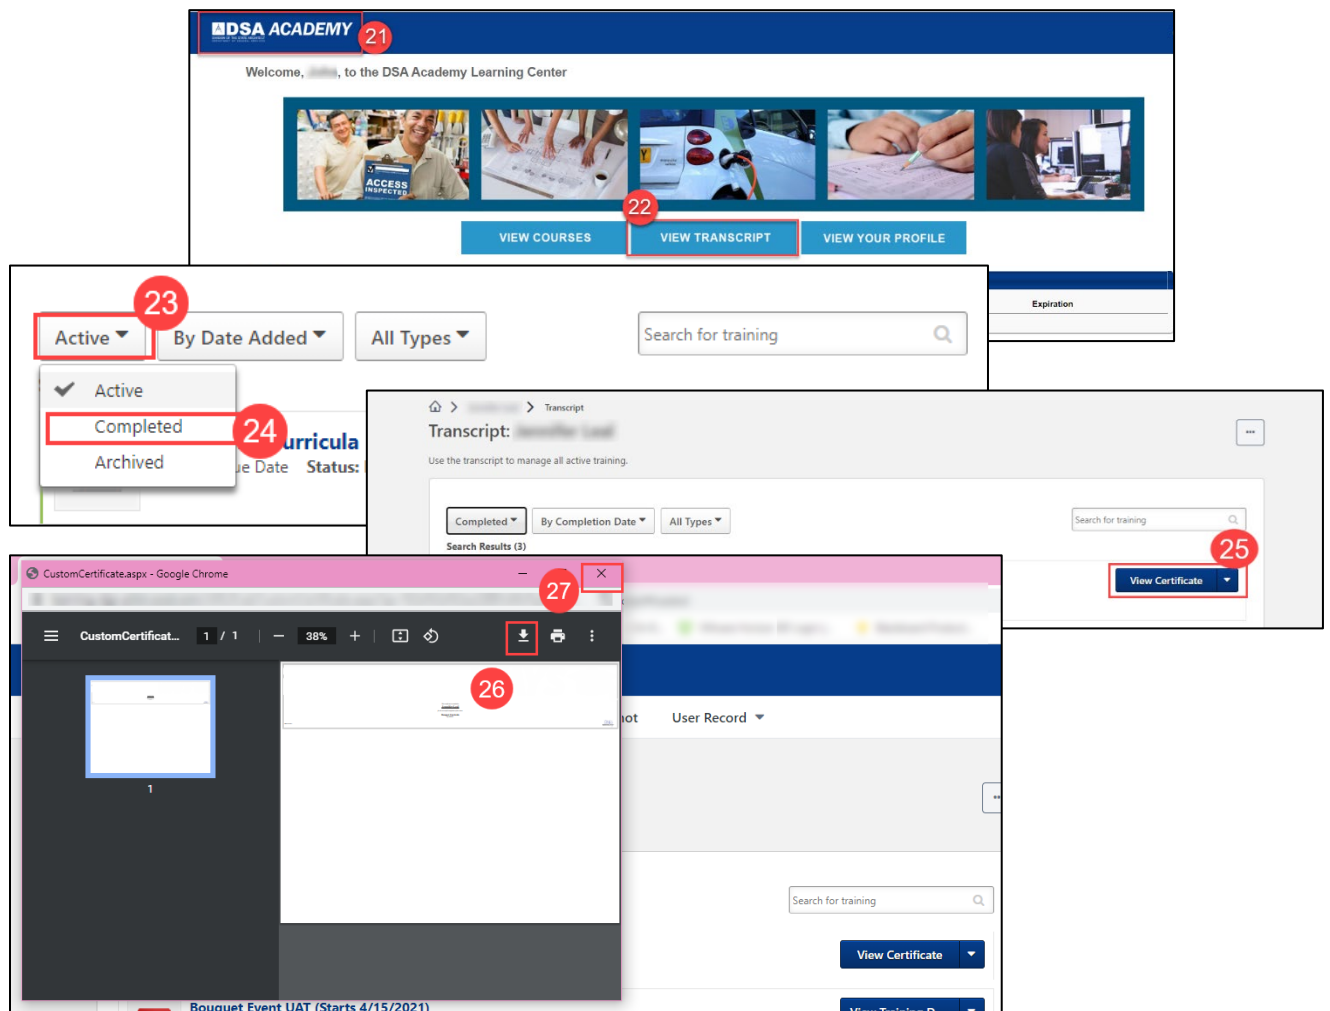 DSA ACADEMY
21
Welcome, , to the DSA Academy Learning Center
ACCESS
INSPECTED
22
VIEW COURSES
VIEW TRANSCRIPT
VIEW YOUR PROFILE
Expiration
23
Active
By Date Added
All Types
Search for training
Active
Completed
Archived
24
urricula
ue Date Status:
Transcript
Transcript:
Use the transcript to manage all active training.
Completed
By Completion Date
All Types
Search for training
Search Results (3)
25
View Certificate
CustomCertificate.aspx - Google Chrome
27
CustomCertificat...
1 / 1
38%
26
1
not
User Record
Search for training
View Certificate
Bouquet Event UAT (Starts 4/15/2021)
View Training D